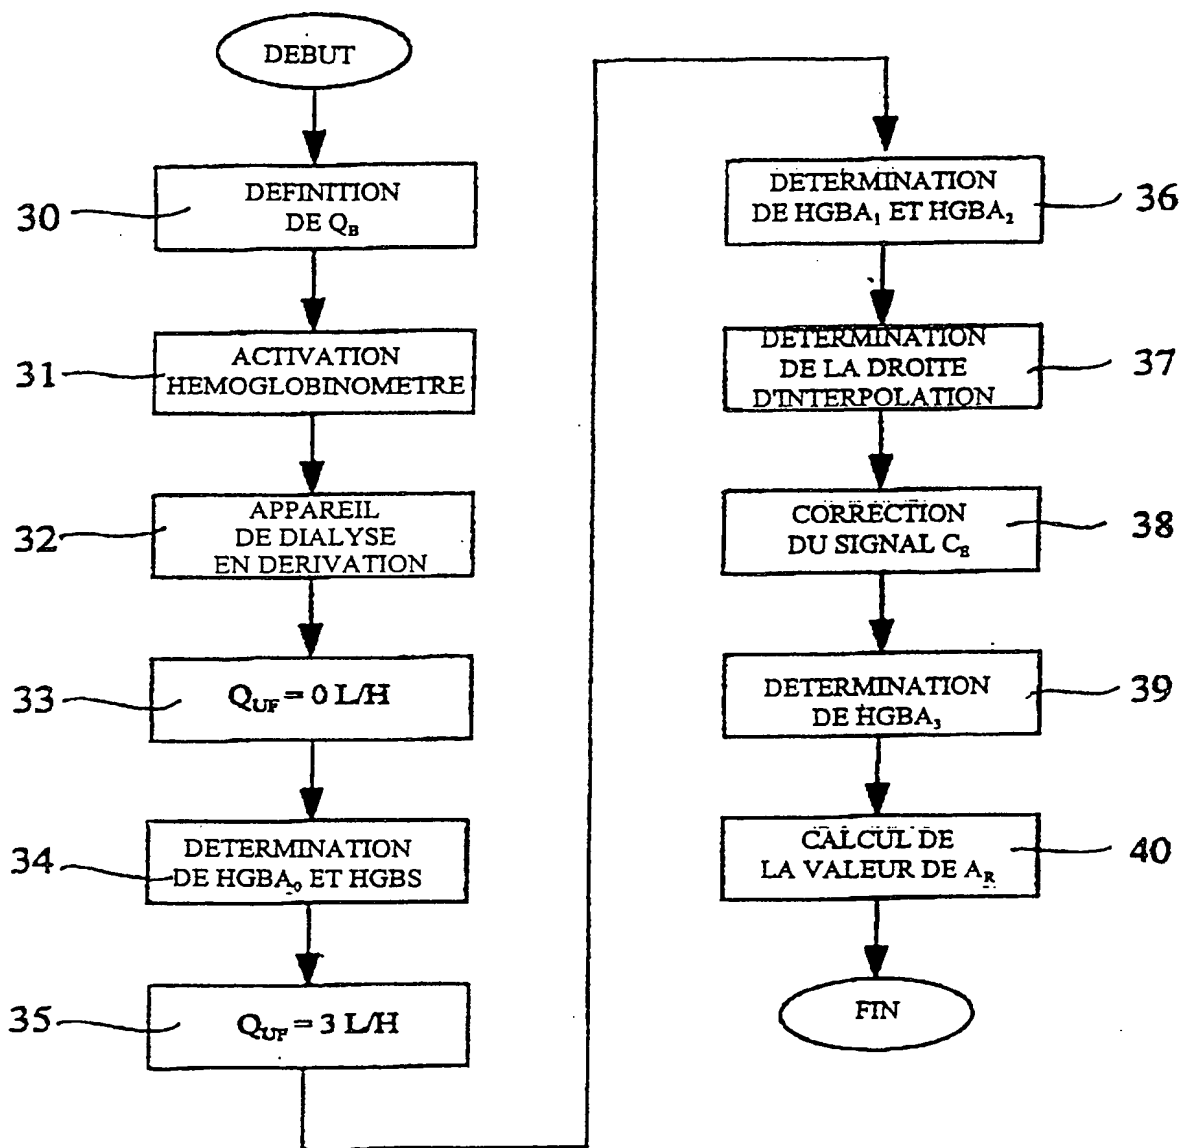 DEBUT
30
DEFINITION
DE Q_B
31
ACTIVATION
HEMOGLOBINOMETRE
32
APPAREIL
DE DIALYSE
EN DERIVATION
33
Q_UF = 0 L/H
34
DETERMINATION
DE HGBA_0 ET HGBS
35
Q_UF = 3 L/H
36
DETERMINATION
DE HGBA_1 ET HGBA_2
37
DETERMINATION
DE LA DROITE
D'INTERPOLATION
38
CORRECTION
DU SIGNAL C_E
39
DETERMINATION
DE HGBA_3
40
CALCUL DE
LA VALEUR DE A_R
FIN